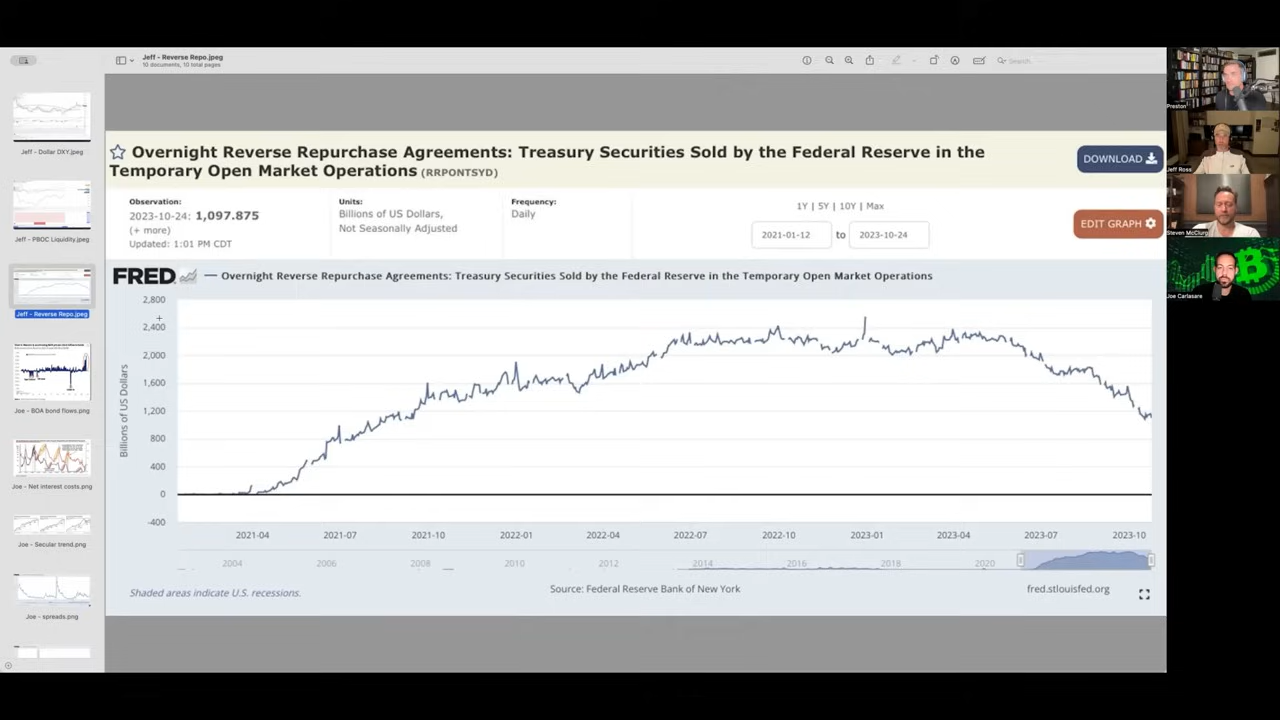 Jeff - Reverse Repo.jpeg
10 documents, 10 total pages
Search
Jeff - Dollar DXY.jpeg
Jeff - PBOC Liquidity.jpeg
Jeff - Reverse Repo.jpeg
Joe - BOA bond flows.png
Joe - Net interest costs.png
Joe - Secular trend.png
Joe - spreads.png
Overnight Reverse Repurchase Agreements: Treasury Securities Sold by the Federal Reserve in the
Temporary Open Market Operations (RRPONTSYD)
DOWNLOAD
Observation:
2023-10-24: 1,097.875
(+ more)
Updated: 1:01 PM CDT
Units:
Billions of US Dollars,
Not Seasonally Adjusted
Frequency:
Daily
1Y | 5Y | 10Y | Max
2021-01-12 to 2023-10-24
EDIT GRAPH
FRED
Overnight Reverse Repurchase Agreements: Treasury Securities Sold by the Federal Reserve in the Temporary Open Market Operations
Billions of US Dollars
2,800
2,400
2,000
1,600
1,200
800
400
0
-400
2021-04 2021-07 2021-10 2022-01 2022-04 2022-07 2022-10 2023-01 2023-04 2023-07 2023-10
2004 2006 2008 2010 2012 2014 2016 2018 2020
Shaded areas indicate U.S. recessions.
Source: Federal Reserve Bank of New York
fred.stlouisfed.org
Preston
Jeff Ross
Steven McClurg
Joe Carlasare